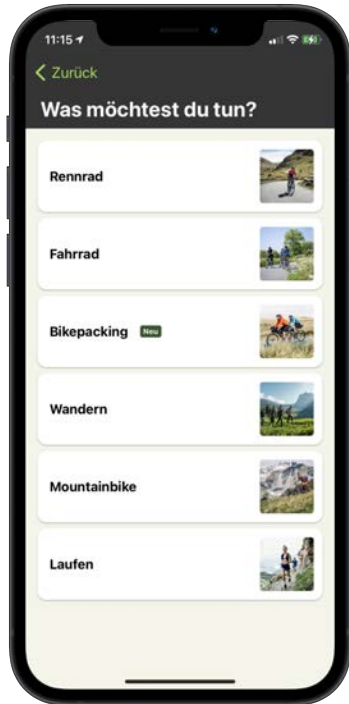 11:15
Zurück
Was möchtest du tun?
Rennrad
Fahrrad
Bikepacking Neu
Wandern
Mountainbike
Laufen